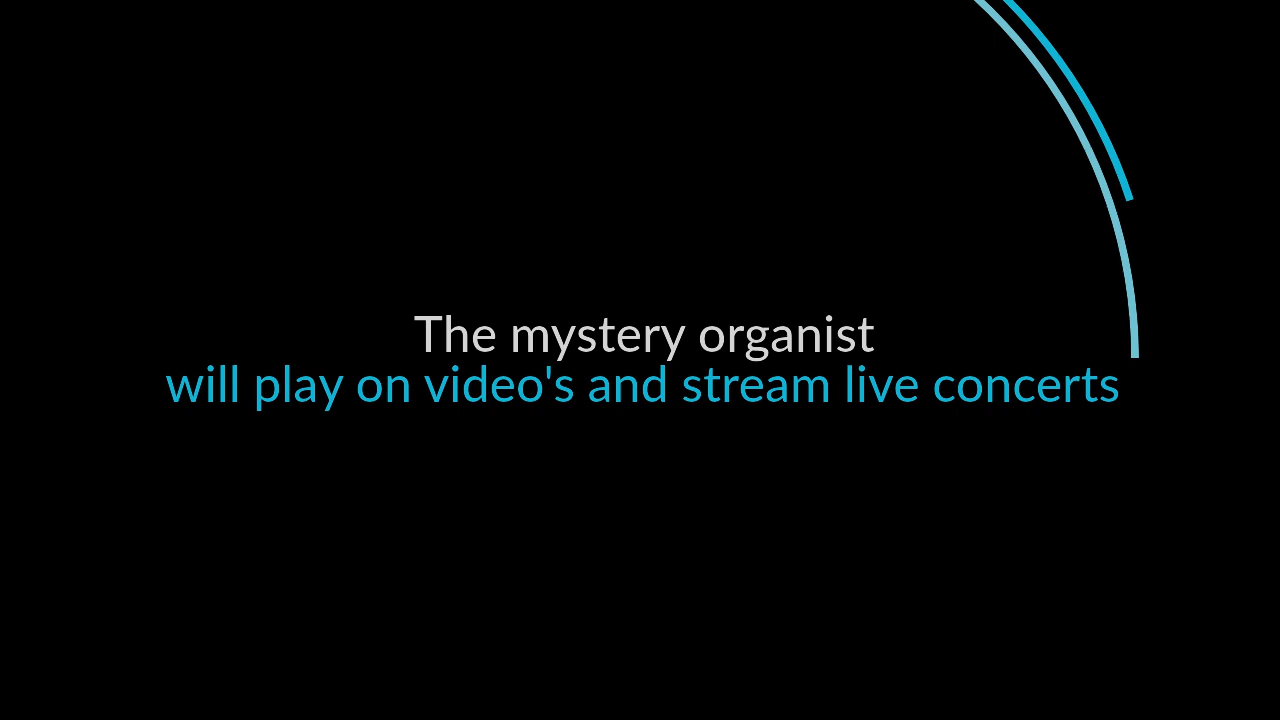 The mystery organist
will play on video's and stream live concerts